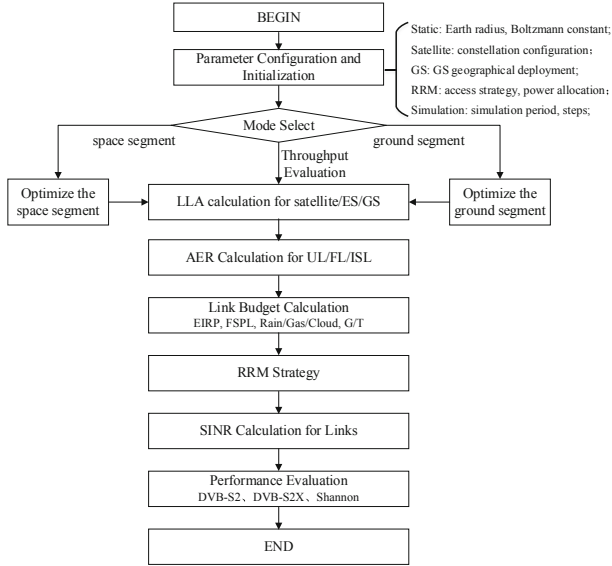 BEGIN
Parameter Configuration and
Initialization
Static: Earth radius, Boltzmann constant;
Satellite: constellation configuration;
GS: GS geographical deployment;
RRM: access strategy, power allocation;
Simulation: simulation period, steps;
Mode Select
space segment
ground segment
Throughput
Evaluation
Optimize the
space segment
LLA calculation for satellite/ES/GS
Optimize the
ground segment
AER Calculation for UL/FL/ISL
Link Budget Calculation
EIRP, FSPL, Rain/Gas/Cloud, G/T
RRM Strategy
SINR Calculation for Links
Performance Evaluation
DVB-S2、DVB-S2X、Shannon
END